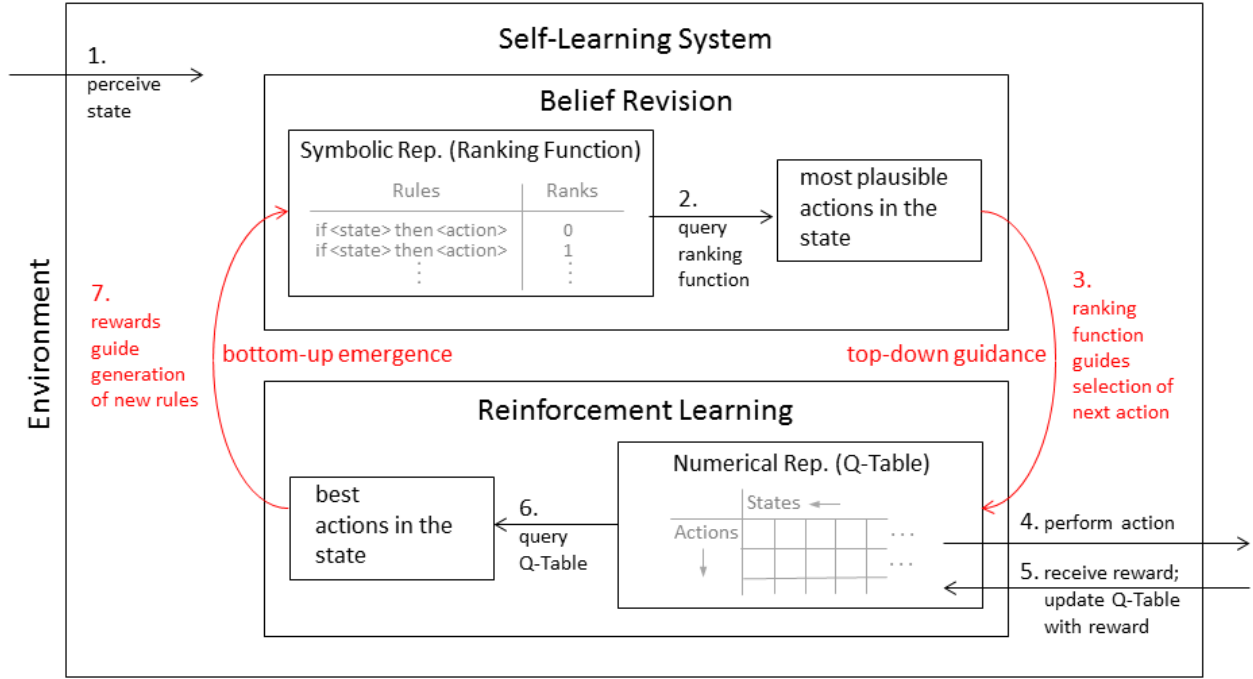 Self-Learning System
1.
perceive
state
Belief Revision
Symbolic Rep. (Ranking Function)
Rules Ranks
if <state> then <action> 0
if <state> then <action> 1
⋮ ⋮
2.
query
ranking
function
most plausible
actions in the
state
Environment
7.
rewards
guide
generation
of new rules
bottom-up emergence
top-down guidance
3.
ranking
function
guides
selection of
next action
Reinforcement Learning
best
actions in the
state
6.
query
Q-Table
Numerical Rep. (Q-Table)
States
Actions
...
...
4. perform action
5. receive reward;
update Q-Table
with reward